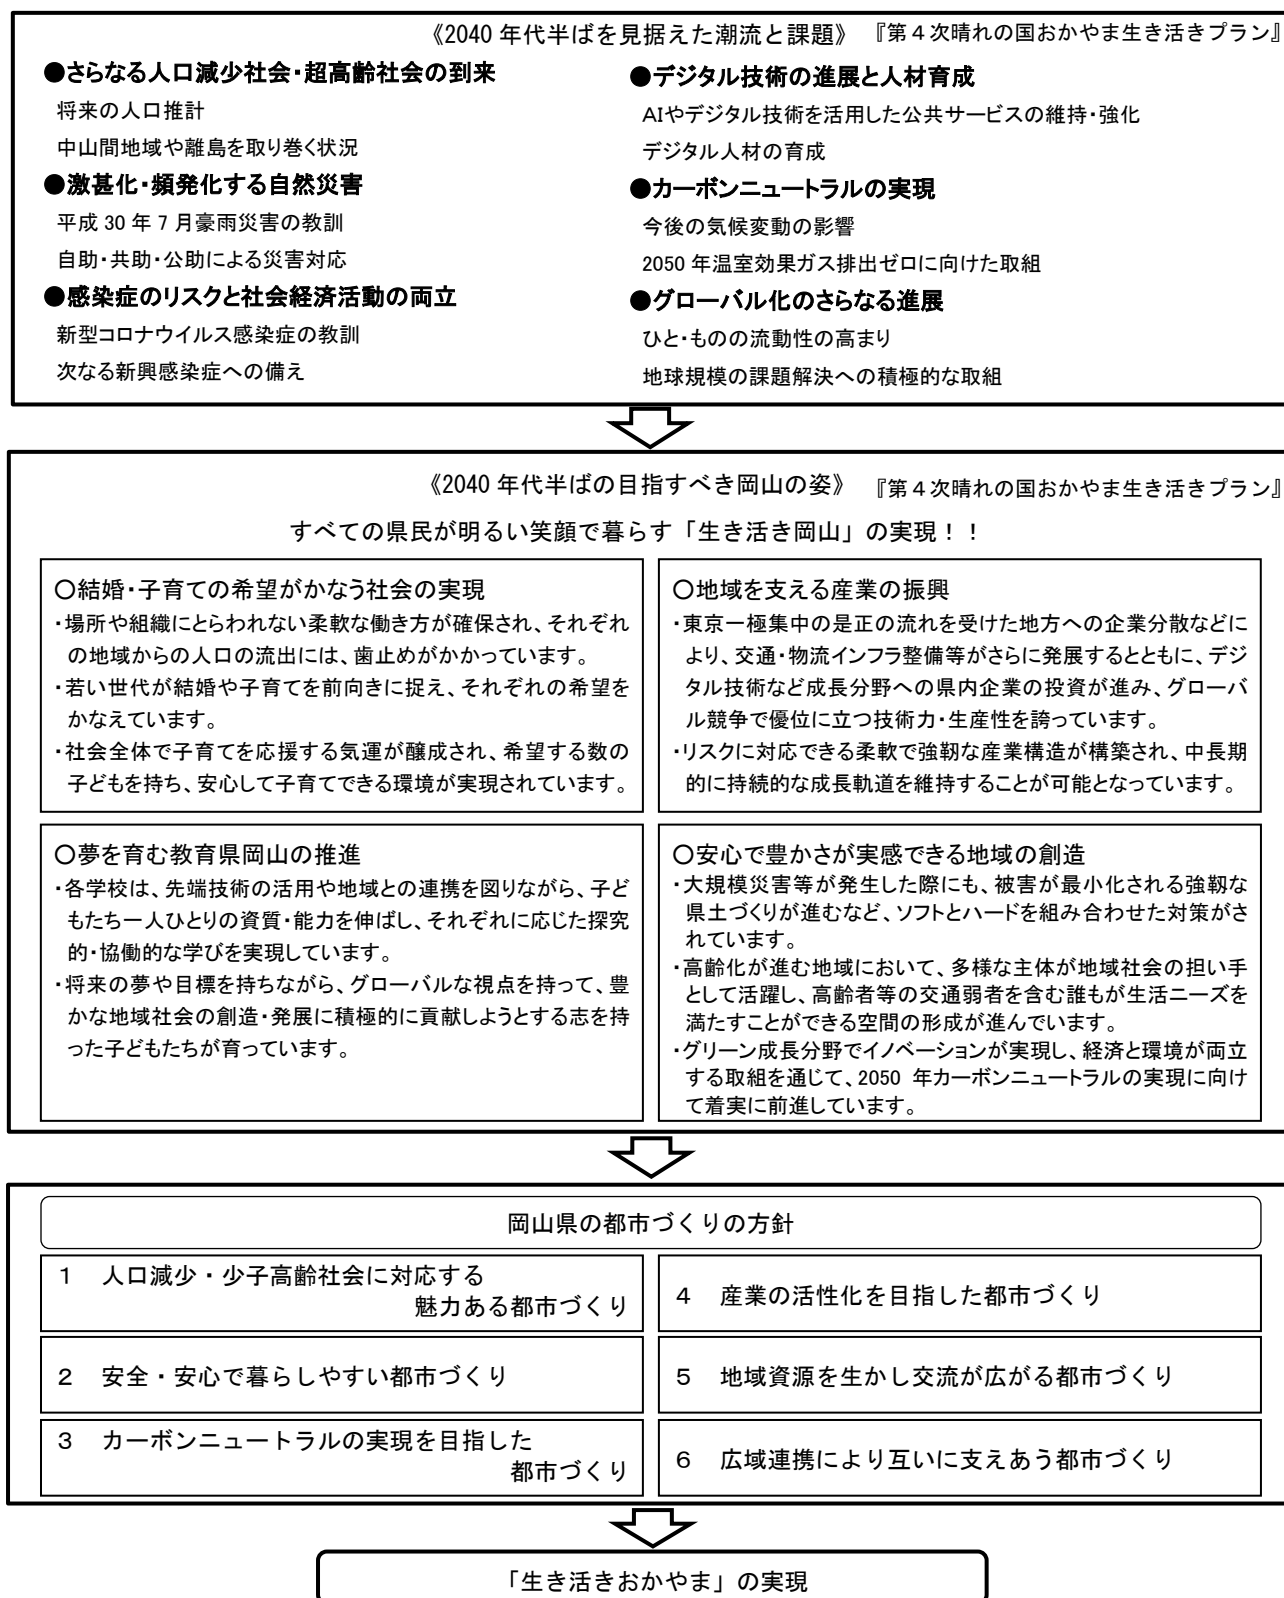 《2040 年代半ばを見据えた潮流と課題》 『第４次晴れの国おかやま生き活きプラン』
●さらなる人口減少社会・超高齢社会の到来
将来の人口推計
中山間地域や離島を取り巻く状況
●激甚化・頻発化する自然災害
平成 30 年 7 月豪雨災害の教訓
自助・共助・公助による災害対応
●感染症のリスクと社会経済活動の両立
新型コロナウイルス感染症の教訓
次なる新興感染症への備え
●デジタル技術の進展と人材育成
AIやデジタル技術を活用した公共サービスの維持・強化
デジタル人材の育成
●カーボンニュートラルの実現
今後の気候変動の影響
2050 年温室効果ガス排出ゼロに向けた取組
●グローバル化のさらなる進展
ひと・ものの流動性の高まり
地球規模の課題解決への積極的な取組
《2040 年代半ばの目指すべき岡山の姿》 『第４次晴れの国おかやま生き活きプラン』
すべての県民が明るい笑顔で暮らす「生き活き岡山」の実現！！
〇結婚・子育ての希望がかなう社会の実現
・場所や組織にとらわれない柔軟な働き方が確保され、それぞれ
の地域からの人口の流出には、歯止めがかかっています。
・若い世代が結婚や子育てを前向きに捉え、それぞれの希望を
かなえています。
・社会全体で子育てを応援する気運が醸成され、希望する数の
子どもを持ち、安心して子育てできる環境が実現されています。
〇地域を支える産業の振興
・東京一極集中の是正の流れを受けた地方への企業分散などに
より、交通・物流インフラ整備等がさらに発展するとともに、デジ
タル技術など成長分野への県内企業の投資が進み、グローバ
ル競争で優位に立つ技術力・生産性を誇っています。
・リスクに対応できる柔軟で強靱な産業構造が構築され、中長期
的に持続的な成長軌道を維持することが可能となっています。
〇夢を育む教育県岡山の推進
・各学校は、先端技術の活用や地域との連携を図りながら、子ど
もたち一人ひとりの資質・能力を伸ばし、それぞれに応じた探究
的・協働的な学びを実現しています。
・将来の夢や目標を持ちながら、グローバルな視点を持って、豊
かな地域社会の創造・発展に積極的に貢献しようとする志を持
った子どもたちが育っています。
〇安心で豊かさが実感できる地域の創造
・大規模災害等が発生した際にも、被害が最小化される強靱な
県土づくりが進むなど、ソフトとハードを組み合わせた対策がさ
れています。
・高齢化が進む地域において、多様な主体が地域社会の担い手
として活躍し、高齢者等の交通弱者を含む誰もが生活ニーズを
満たすことができる空間の形成が進んでいます。
・グリーン成長分野でイノベーションが実現し、経済と環境が両立
する取組を通じて、2050 年カーボンニュートラルの実現に向け
て着実に前進しています。
岡山県の都市づくりの方針
１ 人口減少・少子高齢社会に対応する
魅力ある都市づくり
２ 安全・安心で暮らしやすい都市づくり
３ カーボンニュートラルの実現を目指した
都市づくり
４ 産業の活性化を目指した都市づくり
５ 地域資源を生かし交流が広がる都市づくり
６ 広域連携により互いに支えあう都市づくり
「生き活きおかやま」の実現